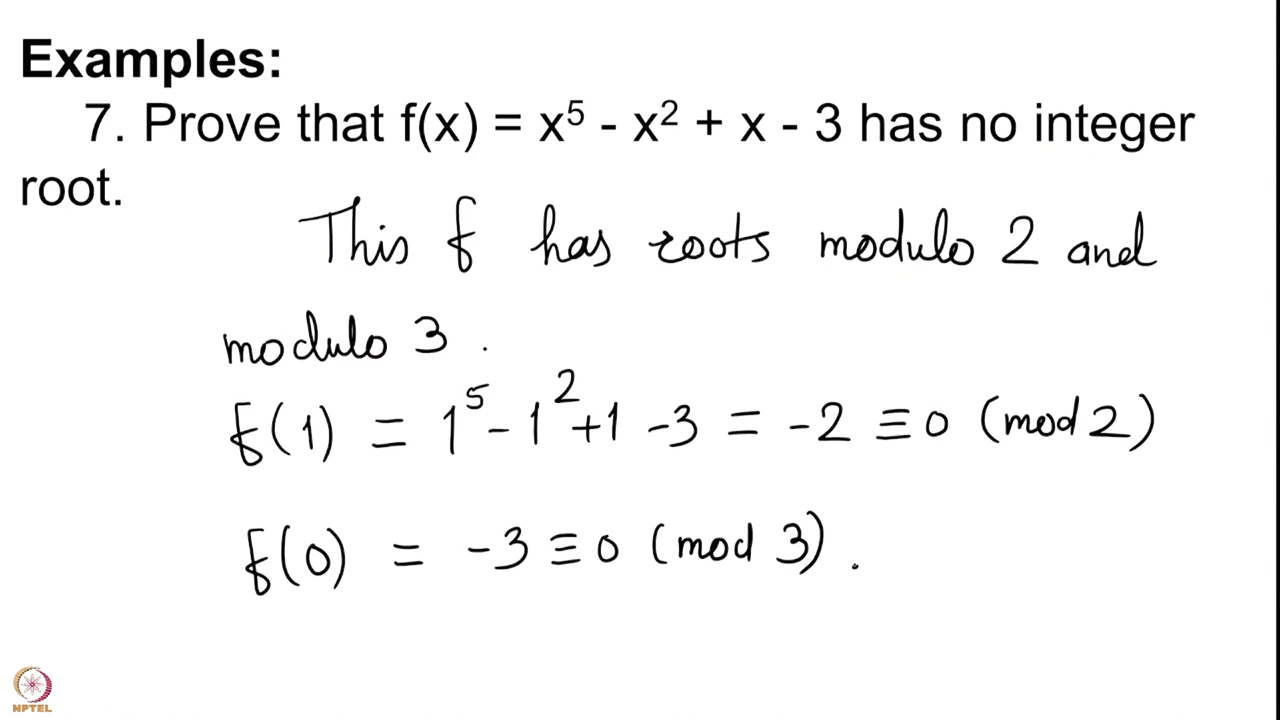 Examples:
7. Prove that f(x) = x⁵ - x² + x - 3 has no integer
root.
This f has roots modulo 2 and
modulo 3 .
f(1) = 1⁵ - 1² + 1 - 3 = -2 ≡ 0 (mod 2)
f(0) = -3 ≡ 0 (mod 3) .
NPTEL